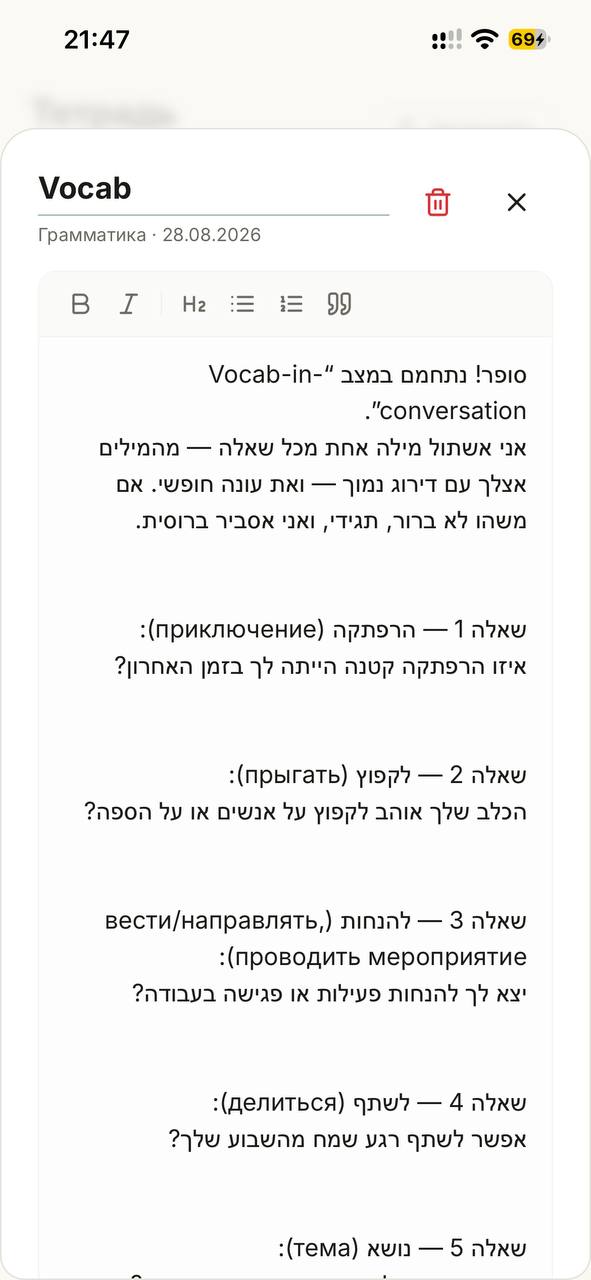 21:47
69
Тетрадь
Vocab
Грамматика · 28.08.2026
B I H2
סופר! נתחמם במצב “Vocab-in-
conversation”.
אני אשתול מילה אחת מכל שאלה — מהמילים
אצלך עם דירוג נמוך — ואת עונה חופשי. אם
משהו לא ברור, תגידי, ואני אסביר ברוסית.
שאלה 1 — הרפתקה (приключение):
איזו הרפתקה קטנה הייתה לך בזמן האחרון?
שאלה 2 — לקפוץ (прыгать):
הכלב שלך אוהב לקפוץ על אנשים או על הספה?
שאלה 3 — להנחות (вести/направлять,
проводить мероприятие):
יצא לך להנחות פעילות או פגישה בעבודה?
שאלה 4 — לשתף (делиться):
אפשר לשתף רגע שמח מהשבוע שלך?
שאלה 5 — נושא (тема):